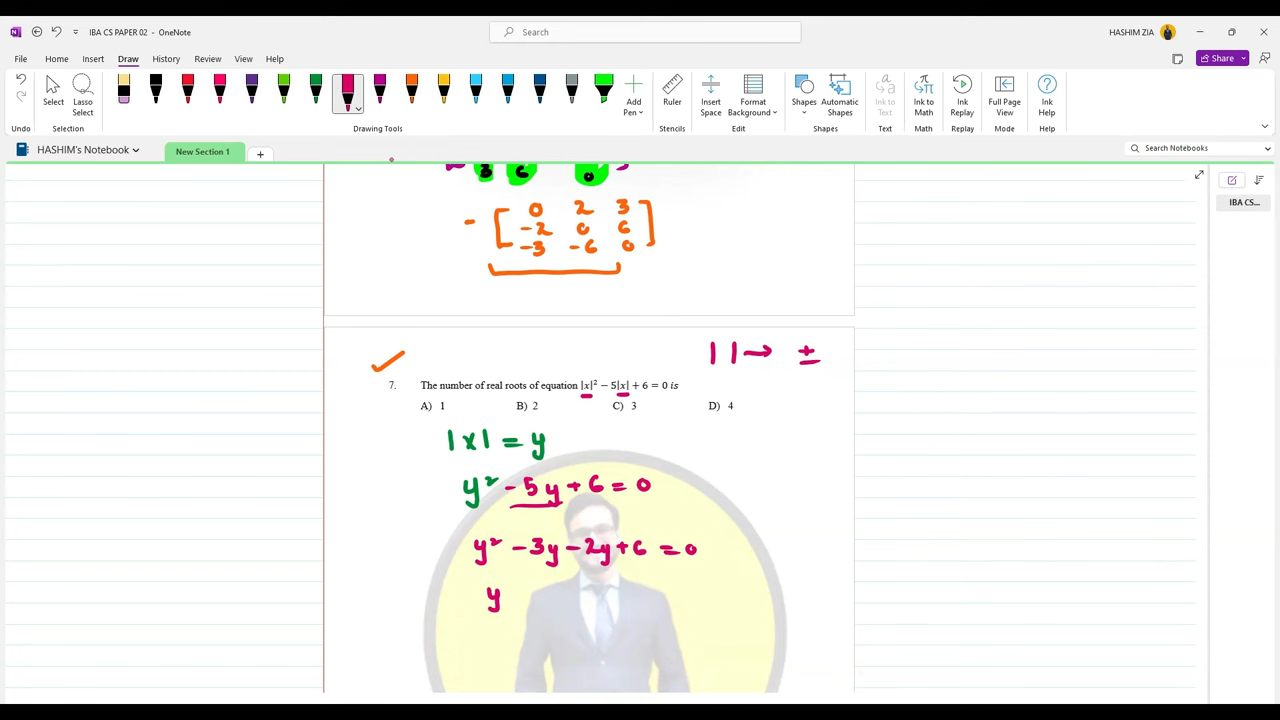 IBA CS PAPER 02 - OneNote
Search
HASHIM ZIA
File Home Insert Draw History Review View Help
Share
Select
Lasso Select
Add Pen
Ruler
Insert Space
Format Background
Shapes
Automatic Shapes
Ink to Text
Ink to Math
Ink Replay
Full Page View
Ink Help
Undo Selection Drawing Tools Stencils Edit Shapes Text Math Replay Mode Help
HASHIM's Notebook
New Section 1
+
Search Notebooks
IBA CS...
3 6 0
- [ 0 2 3
-2 0 6
-3 -6 0 ]
| | → ±
7. The number of real roots of equation |x|² − 5|x| + 6 = 0 is
A) 1 B) 2 C) 3 D) 4
|x| = y
y² - 5y + 6 = 0
y² - 3y - 2y + 6 = 0
y